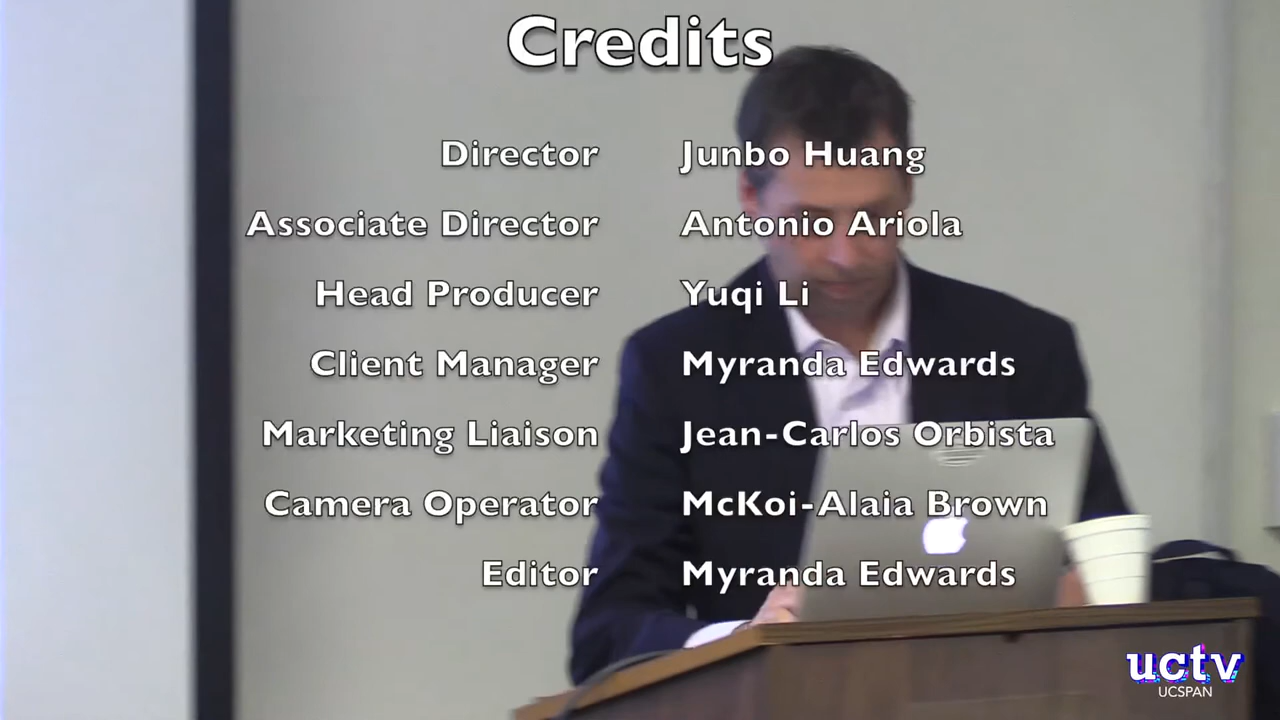 Credits
Director Junbo Huang
Associate Director Antonio Ariola
Head Producer Yuqi Li
Client Manager Myranda Edwards
Marketing Liaison Jean-Carlos Orbista
Camera Operator McKoi-Alaia Brown
Editor Myranda Edwards
uctv
UCSPAN